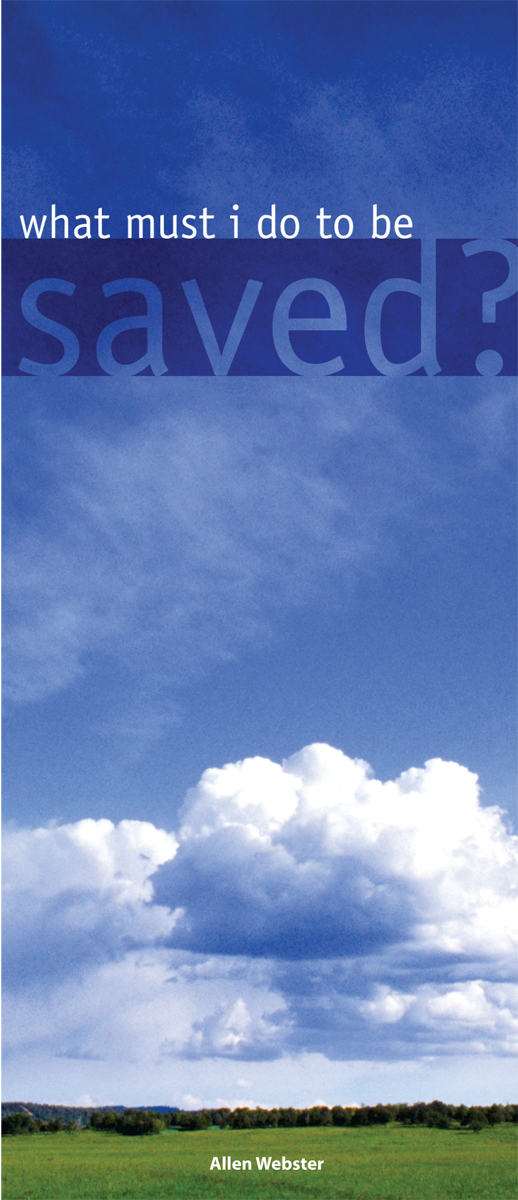 what must i do to be
saved?
Allen Webster